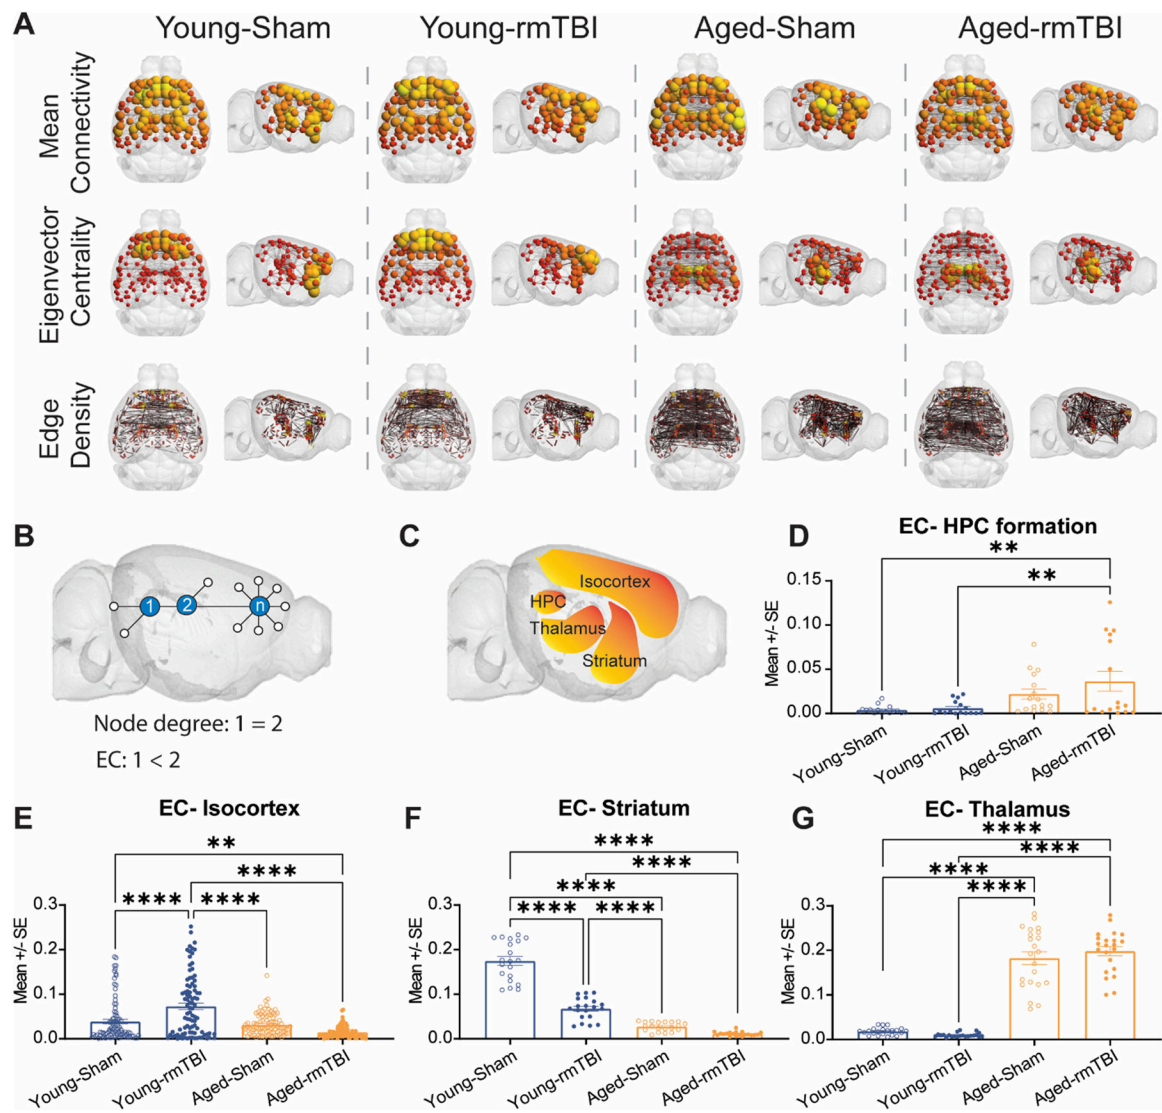 A
Young-Sham
Young-rmTBI
Aged-Sham
Aged-rmTBI
Mean
Connectivity
Eigenvector
Centrality
Edge
Density
B
1
2
n
Node degree: 1 = 2
EC: 1 < 2
C
Isocortex
HPC
Thalamus
Striatum
D
EC- HPC formation
**
**
Mean +/- SE
0.15
0.10
0.05
0.00
Young-Sham
Young-rmTBI
Aged-Sham
Aged-rmTBI
E
EC- Isocortex
**
****
****
****
Mean +/- SE
0.3
0.2
0.1
0.0
Young-Sham
Young-rmTBI
Aged-Sham
Aged-rmTBI
F
EC- Striatum
****
****
****
****
****
Mean +/- SE
0.3
0.2
0.1
0.0
Young-Sham
Young-rmTBI
Aged-Sham
Aged-rmTBI
G
EC- Thalamus
****
****
****
****
Mean +/- SE
0.3
0.2
0.1
0.0
Young-Sham
Young-rmTBI
Aged-Sham
Aged-rmTBI